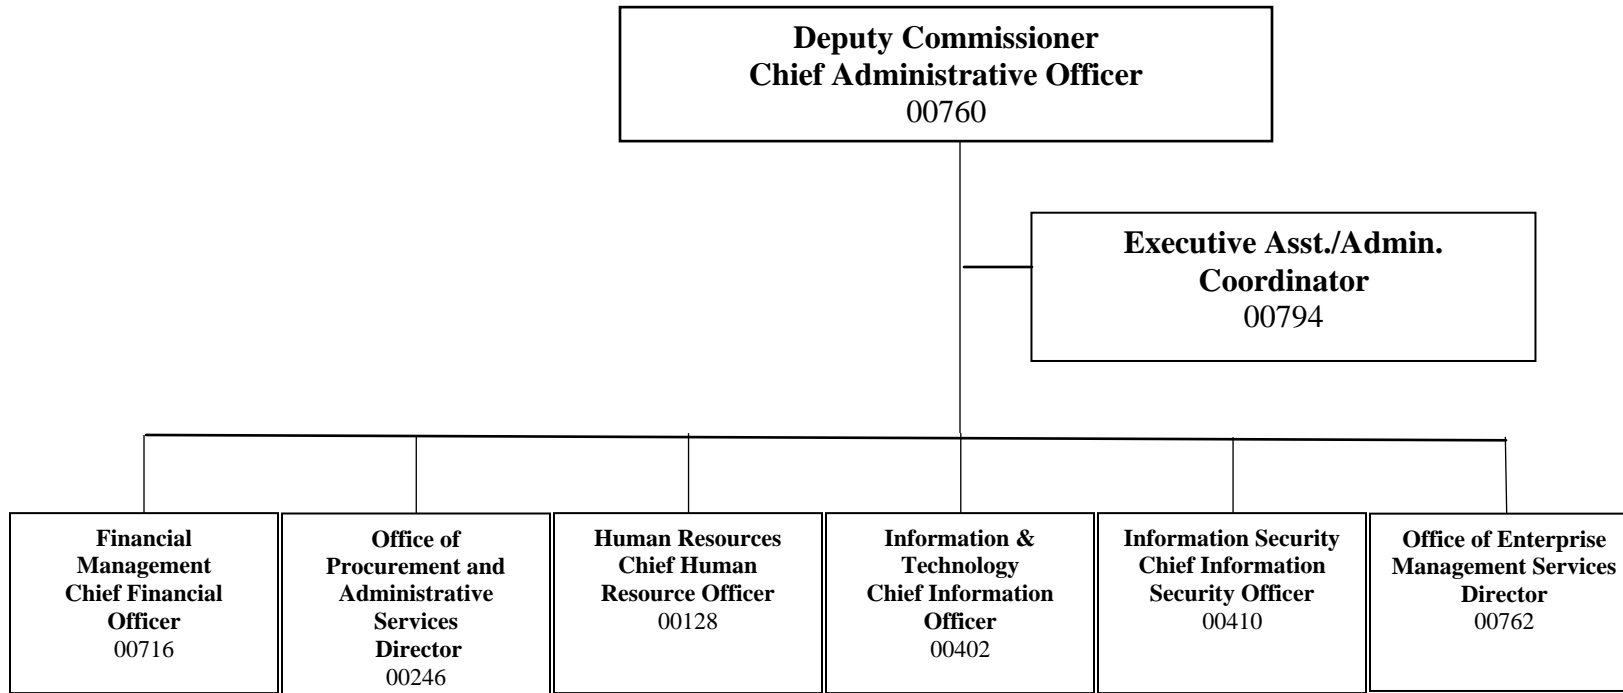 Deputy Commissioner
Chief Administrative Officer
00760
Executive Asst./Admin.
Coordinator
00794
Financial
Management
Chief Financial
Officer
00716
Office of
Procurement and
Administrative
Services
Director
00246
Human Resources
Chief Human
Resource Officer
00128
Information &
Technology
Chief Information
Officer
00402
Information Security
Chief Information
Security Officer
00410
Office of Enterprise
Management Services
Director
00762